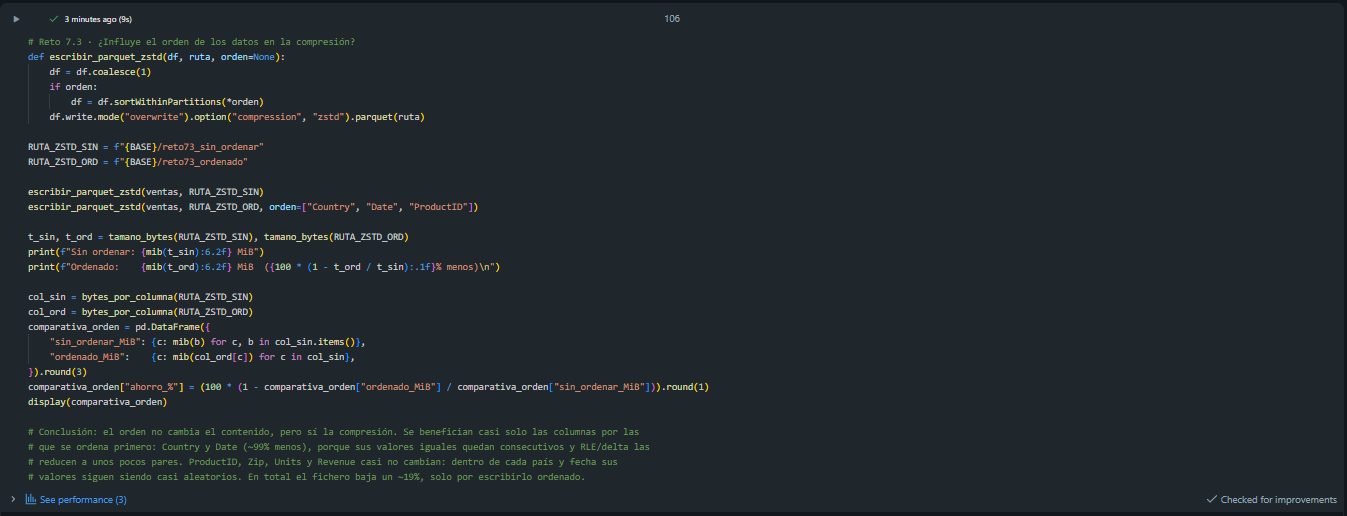 3 minutes ago (9s)
106
# Reto 7.3 · ¿Influye el orden de los datos en la compresión?
def escribir_parquet_zstd(df, ruta, orden=None):
    df = df.coalesce(1)
    if orden:
        df = df.sortWithinPartitions(*orden)
    df.write.mode("overwrite").option("compression", "zstd").parquet(ruta)
RUTA_ZSTD_SIN = f"{BASE}/reto73_sin_ordenar"
RUTA_ZSTD_ORD = f"{BASE}/reto73_ordenado"
escribir_parquet_zstd(ventas, RUTA_ZSTD_SIN)
escribir_parquet_zstd(ventas, RUTA_ZSTD_ORD, orden=["Country", "Date", "ProductID"])
t_sin, t_ord = tamano_bytes(RUTA_ZSTD_SIN), tamano_bytes(RUTA_ZSTD_ORD)
print(f"Sin ordenar: {mib(t_sin):6.2f} MiB")
print(f"Ordenado:    {mib(t_ord):6.2f} MiB  ({100 * (1 - t_ord / t_sin):.1f}% menos)\n")
col_sin = bytes_por_columna(RUTA_ZSTD_SIN)
col_ord = bytes_por_columna(RUTA_ZSTD_ORD)
comparativa_orden = pd.DataFrame({
    "sin_ordenar_MiB": {c: mib(b) for c, b in col_sin.items()},
    "ordenado_MiB":    {c: mib(col_ord[c]) for c in col_sin},
}).round(3)
comparativa_orden["ahorro_%"] = (100 * (1 - comparativa_orden["ordenado_MiB"] / comparativa_orden["sin_ordenar_MiB"])).round(1)
display(comparativa_orden)
# Conclusión: el orden no cambia el contenido, pero sí la compresión. Se benefician casi solo las columnas por las
# que se ordena primero: Country y Date (~99% menos), porque sus valores iguales quedan consecutivos y RLE/delta las
# reducen a unos pocos pares. ProductID, Zip, Units y Revenue casi no cambian: dentro de cada país y fecha sus
# valores siguen siendo casi aleatorios. En total el fichero baja un ~19%, solo por escribirlo ordenado.
See performance (3)
Checked for improvements